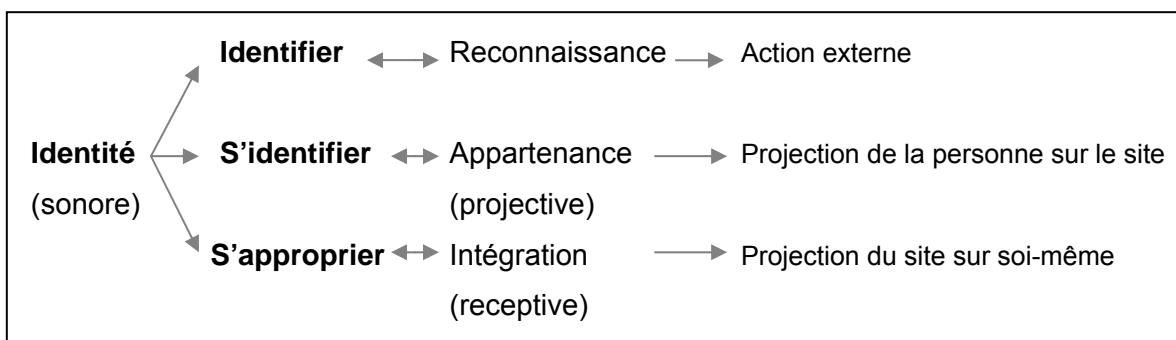 Identifier Reconnaissance Action externe
Identité S’identifier Appartenance Projection de la personne sur le site
(sonore) (projective)
S’approprier Intégration Projection du site sur soi-même
(receptive)